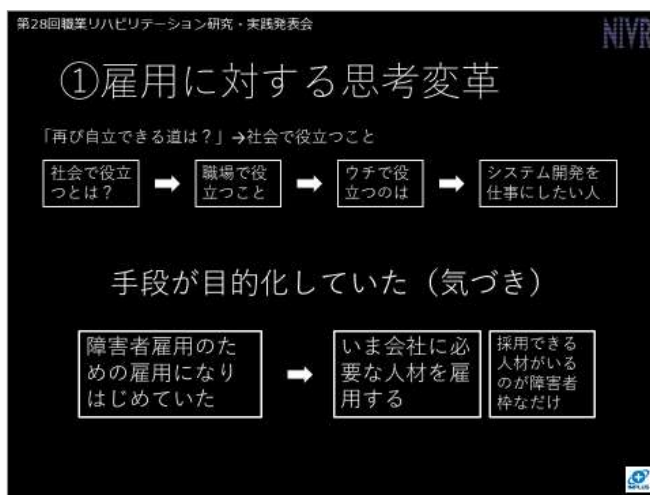 第28回職業リハビリテーション研究・実践発表会
NIVR
①雇用に対する思考変革
「再び自立できる道は?」→社会で役立つこと
社会で役立
つとは?
職場で役
立つこと
ウチで役
立つのは
システム開発を
仕事にしたい人
手段が目的化していた(気づき)
障害者雇用のた
めの雇用になり
はじめていた
いま会社に必
要な人材を雇
用する
採用できる
人材がいる
のが障害者
枠なだけ